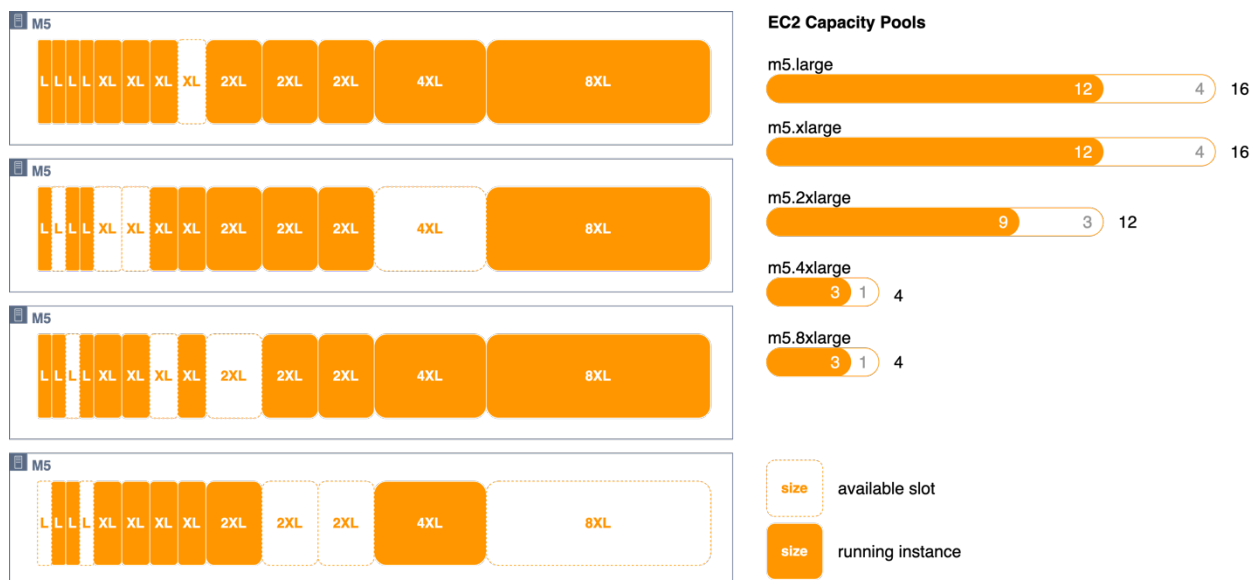 M5
L L L L XL XL XL XL 2XL 2XL 2XL 4XL 8XL
M5
L L L L XL XL XL XL 2XL 2XL 2XL 4XL 8XL
M5
L L L L XL XL XL XL 2XL 2XL 2XL 4XL 8XL
M5
L L L L XL XL XL XL 2XL 2XL 2XL 4XL 8XL
EC2 Capacity Pools
m5.large
12 4 16
m5.xlarge
12 4 16
m5.2xlarge
9 3 12
m5.4xlarge
3 1 4
m5.8xlarge
3 1 4
size available slot
size running instance